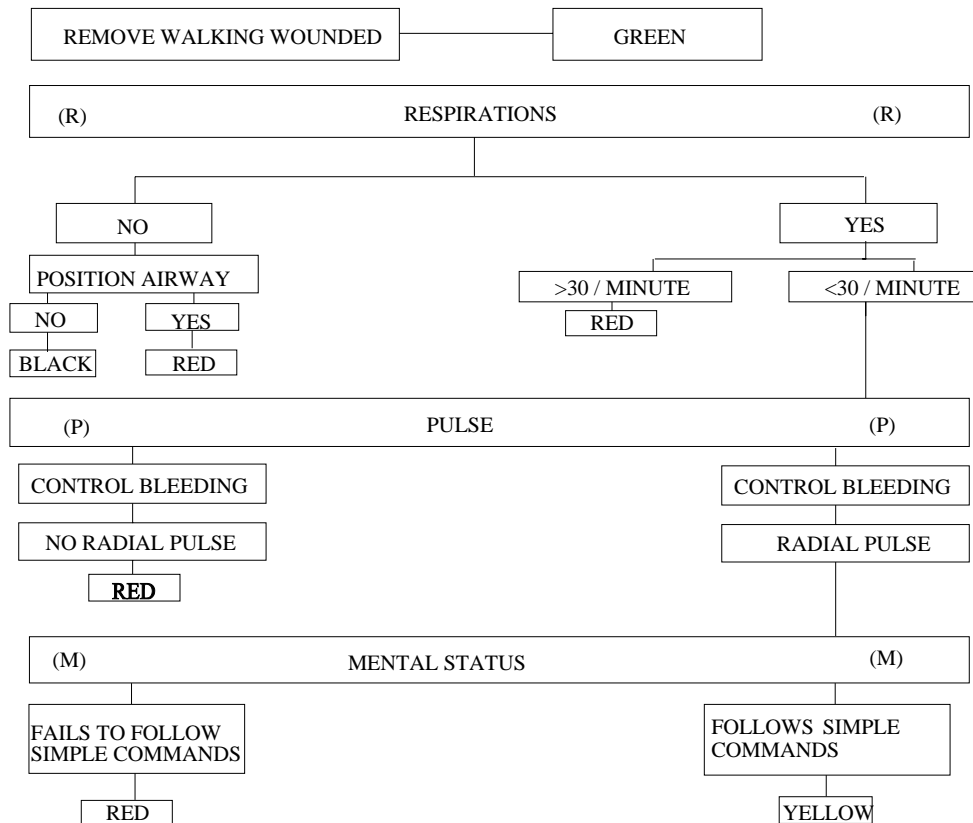 REMOVE WALKING WOUNDED
GREEN
(R) RESPIRATIONS (R)
NO
YES
POSITION AIRWAY
>30 / MINUTE
<30 / MINUTE
NO
YES
RED
BLACK
RED
(P) PULSE (P)
CONTROL BLEEDING
CONTROL BLEEDING
NO RADIAL PULSE
RADIAL PULSE
RED
(M) MENTAL STATUS (M)
FAILS TO FOLLOW
SIMPLE COMMANDS
FOLLOWS SIMPLE
COMMANDS
RED
YELLOW